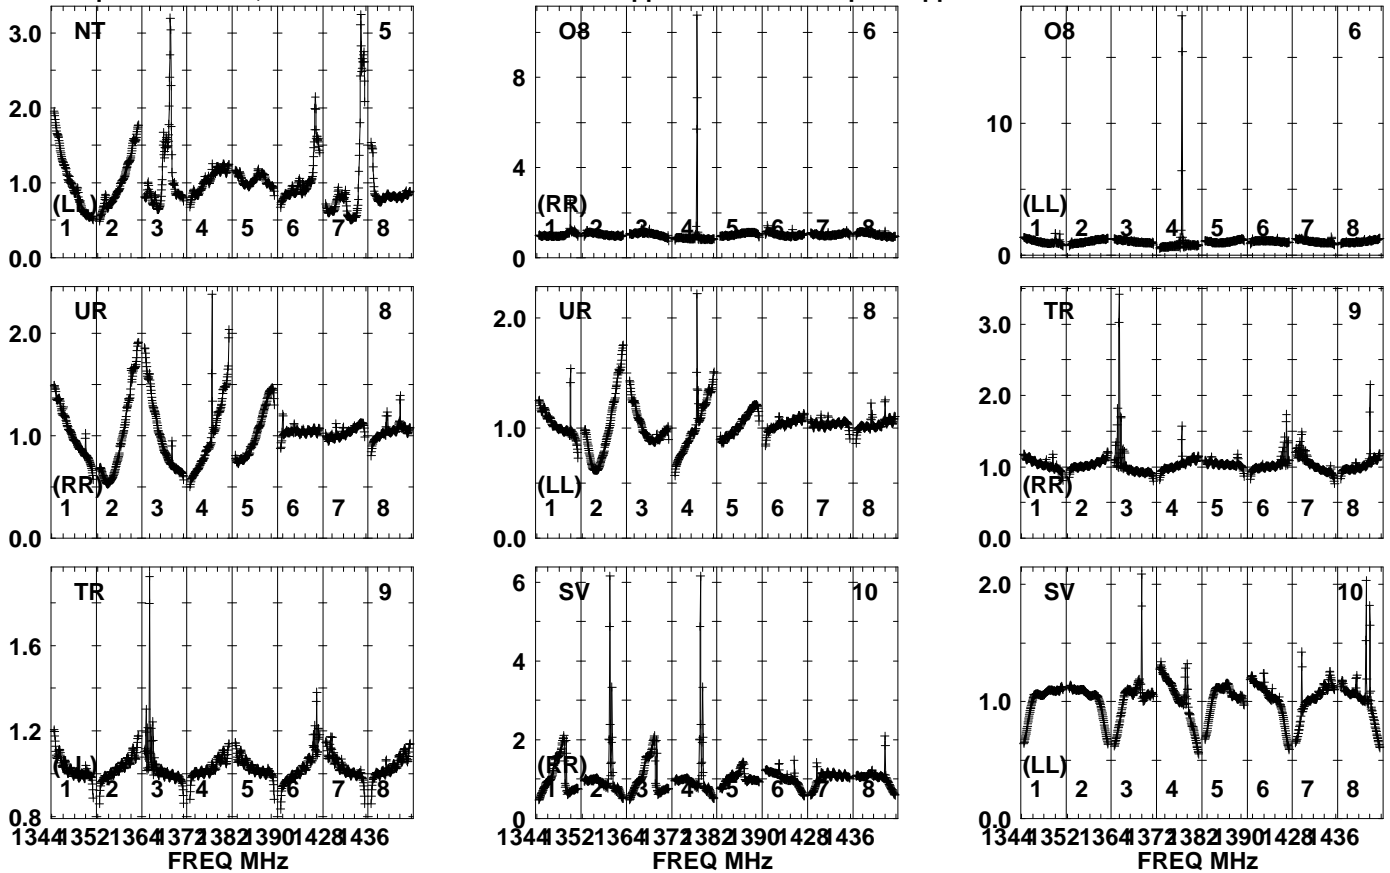 NT 5 O8 6 O8 6
3.0 8 10
2.0 4
1.0 (LL) (RR) (LL)
1 2 3 4 5 6 7 8 1 2 3 4 5 6 7 8 1 2 3 4 5 6 7 8
0.0 0 0
UR 8 UR 8 TR 9
2.0 2.0 3.0
1.0 1.0 2.0 1.0
(RR) (LL) (RR)
1 2 3 4 5 6 7 8 1 2 3 4 5 6 7 8 1 2 3 4 5 6 7 8
0.0 0.0 0.0
TR 9 SV 10 SV 10
1.6 6 2.0
1.2 4 1.0
2
(LL) (RR) (LL)
1 2 3 4 5 6 7 8 1 2 3 4 5 6 7 8 1 2 3 4 5 6 7 8
0.8 0 0.0
1344 1352 1364 1372 1382 1390 1428 1436 1344 1352 1364 1372 1382 1390 1428 1436 1344 1352 1364 1372 1382 1390 1428 1436
FREQ MHz FREQ MHz FREQ MHz